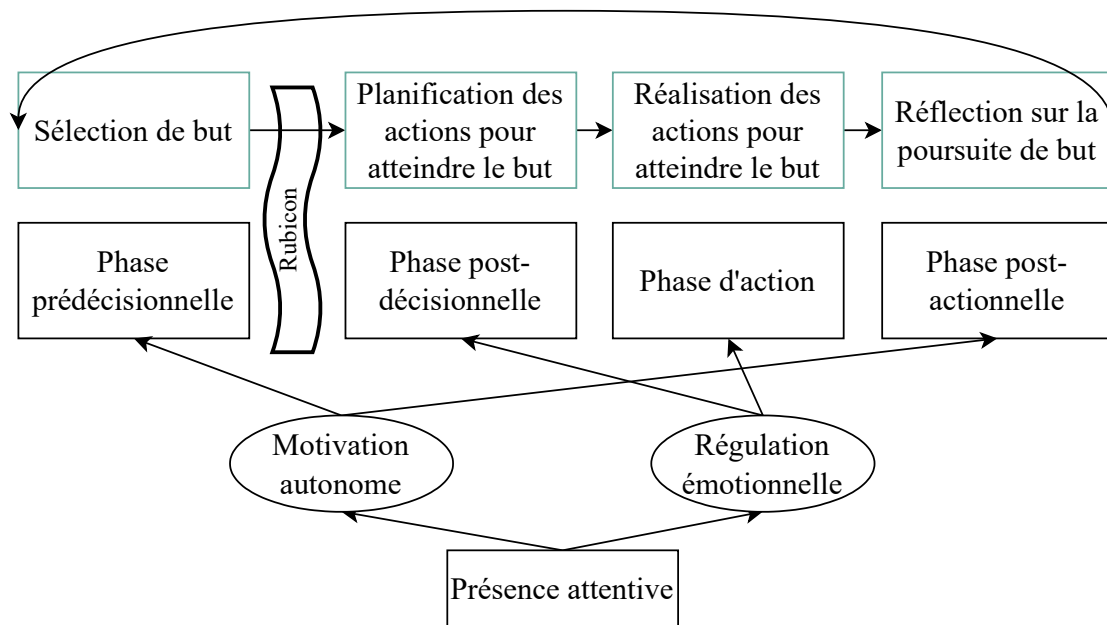 Sélection de but
Planification des
actions pour
atteindre le but
Réalisation des
actions pour
atteindre le but
Réflection sur la
poursuite de but
Rubicon
Phase
prédécisionnelle
Phase post-
décisionnelle
Phase d'action
Phase post-
actionnelle
Motivation
autonome
Régulation
émotionnelle
Présence attentive